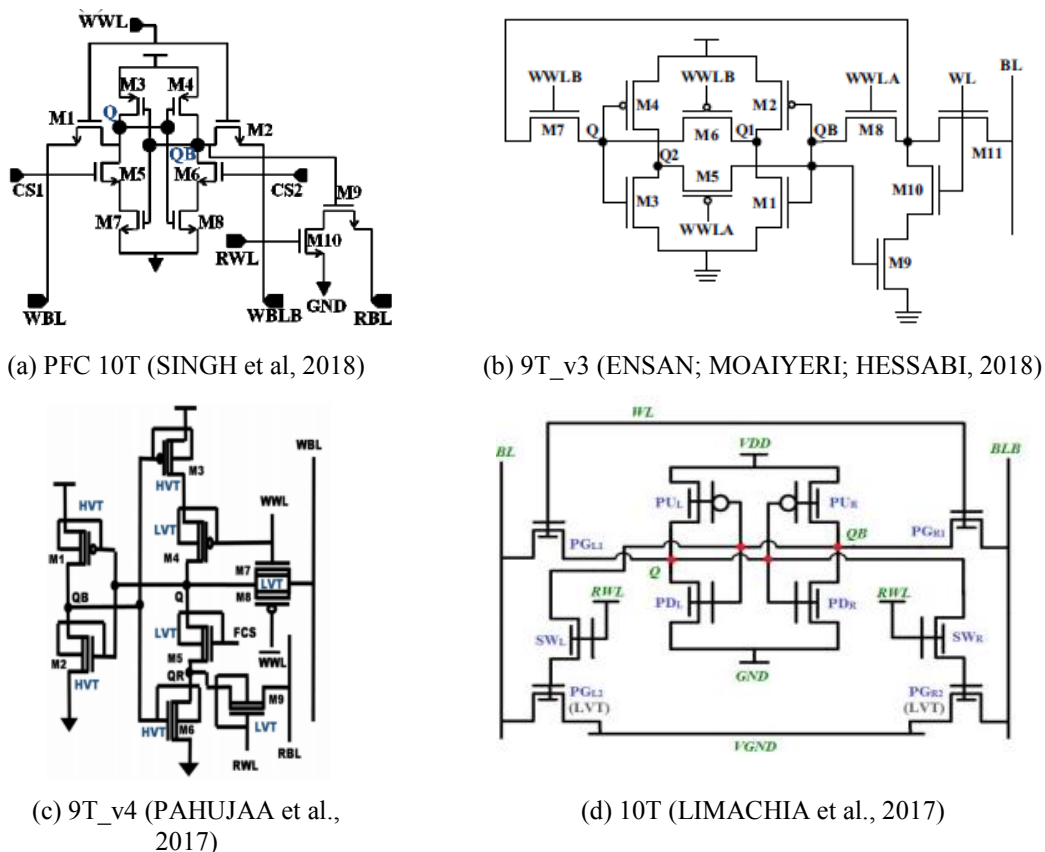 WWL
M3 M4
Q
M1 M2
QB
M5 M6
CS1 CS2
M9
M7 M8
M10
RWL
GND
WBL WBLB RBL
(a) PFC 10T (SINGH et al, 2018)
BL
WWLB WWLB WWLA WL
M4 M2
M7 Q M6 Q1 QB M8
M11
Q2 M5 M10
M3 M1
WWLA
M9
(b) 9T_v3 (ENSAN; MOAIYERI; HESSABI, 2018)
WBL
M3
HVT
HVT
LVT WWL
M1 M4
M7
LVT
QB Q M8
LVT FCS
M2 M5 WWL
HVT QR
M9
HVT M6 LVT
RBL
RWL
(c) 9T_v4 (PAHUJAA et al.,
2017)
WL
BL VDD BLB
PUL PUR
PGL1 QB PGR1
Q
RWL PDL PDR RWL
SWL SWR
GND
PGL2 PGR2
(LVT) (LVT)
VGND
(d) 10T (LIMACHIA et al., 2017)